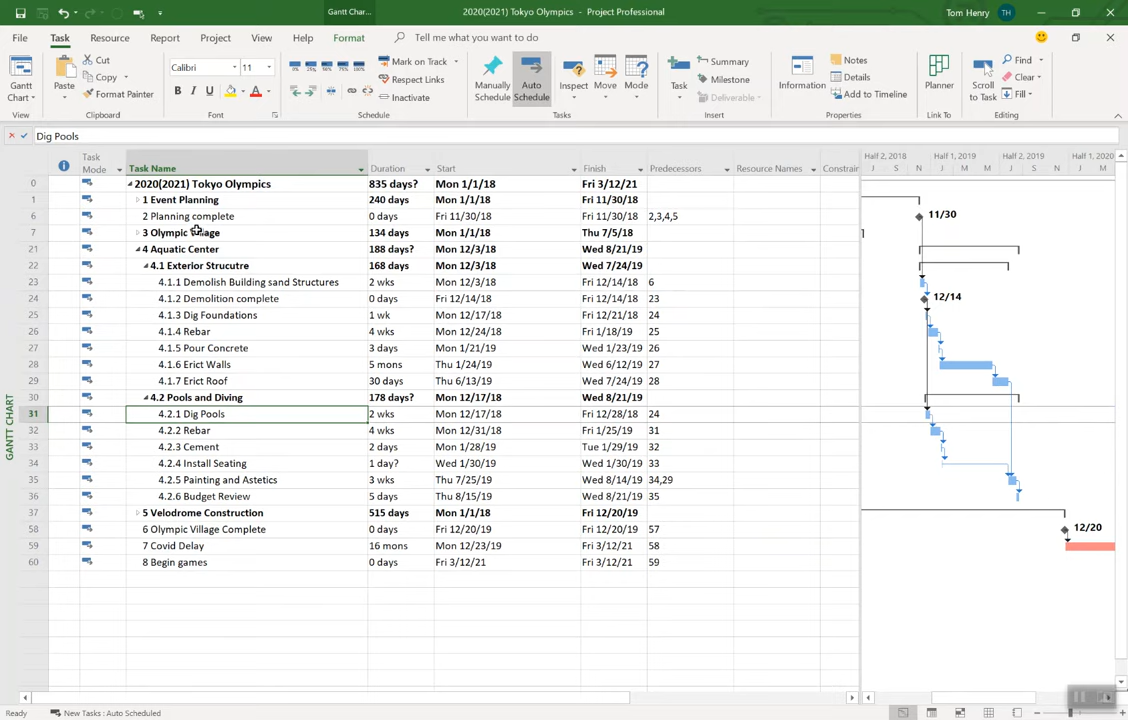 Gantt Char... 2020(2021) Tokyo Olympics - Project Professional Tom Henry TH
File Task Resource Report Project View Help Format Tell me what you want to do
Gantt Chart View
Paste Cut Copy Format Painter Clipboard
Calibri 11 B I U A Font
0% 25% 50% 75% 100% Mark on Track Respect Links Inactivate Schedule
Manually Schedule Auto Schedule Inspect Move Mode Tasks
Task Summary Milestone Deliverable Insert
Information Notes Details Add to Timeline Properties
Planner Link To
Scroll to Task Find Clear Fill Editing
Dig Pools
Task Mode Task Name Duration Start Finish Predecessors Resource Names Constrain
Half 2, 2018 Half 1, 2019 Half 2, 2019 Half 1, 2020
S N J M M J S N J M
0 2020(2021) Tokyo Olympics 835 days? Mon 1/1/18 Fri 3/12/21
1 1 Event Planning 240 days Mon 1/1/18 Fri 11/30/18
6 2 Planning complete 0 days Fri 11/30/18 Fri 11/30/18 2,3,4,5 11/30
7 3 Olympic Village 134 days Mon 1/1/18 Thu 7/5/18
21 4 Aquatic Center 188 days? Mon 12/3/18 Wed 8/21/19
22 4.1 Exterior Strucutre 168 days Mon 12/3/18 Wed 7/24/19
23 4.1.1 Demolish Building sand Structures 2 wks Mon 12/3/18 Fri 12/14/18 6
24 4.1.2 Demolition complete 0 days Fri 12/14/18 Fri 12/14/18 23 12/14
25 4.1.3 Dig Foundations 1 wk Mon 12/17/18 Fri 12/21/18 24
26 4.1.4 Rebar 4 wks Mon 12/24/18 Fri 1/18/19 25
27 4.1.5 Pour Concrete 3 days Mon 1/21/19 Wed 1/23/19 26
28 4.1.6 Erict Walls 5 mons Thu 1/24/19 Wed 6/12/19 27
29 4.1.7 Erict Roof 30 days Thu 6/13/19 Wed 7/24/19 28
30 4.2 Pools and Diving 178 days? Mon 12/17/18 Wed 8/21/19
31 4.2.1 Dig Pools 2 wks Mon 12/17/18 Fri 12/28/18 24
32 4.2.2 Rebar 4 wks Mon 12/31/18 Fri 1/25/19 31
33 4.2.3 Cement 2 days Mon 1/28/19 Tue 1/29/19 32
34 4.2.4 Install Seating 1 day? Wed 1/30/19 Wed 1/30/19 33
35 4.2.5 Painting and Astetics 3 wks Thu 7/25/19 Wed 8/14/19 34,29
36 4.2.6 Budget Review 5 days Thu 8/15/19 Wed 8/21/19 35
37 5 Velodrome Construction 515 days Mon 1/1/18 Fri 12/20/19
58 6 Olympic Village Complete 0 days Fri 12/20/19 Fri 12/20/19 57 12/20
59 7 Covid Delay 16 mons Mon 12/23/19 Fri 3/12/21 58
60 8 Begin games 0 days Fri 3/12/21 Fri 3/12/21 59
GANTT CHART
Ready New Tasks : Auto Scheduled